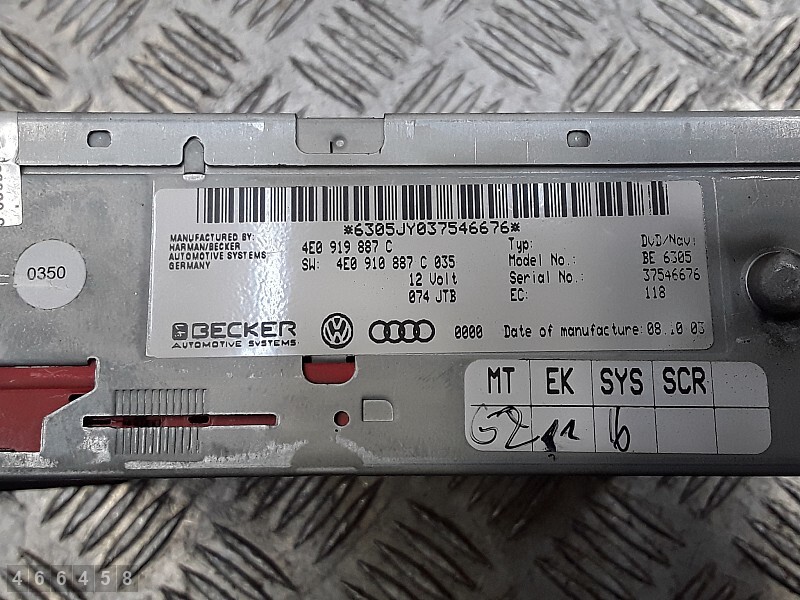 *6305JY037546676*
MANUFACTURED BY:
HARMAN/BECKER
AUTOMOTIVE SYSTEMS
GERMANY
4E0 919 887 C
SW: 4E0 910 887 C 035
12 Volt
074 JTB
Typ: DVD/Navi
Model No.: BE 6305
Serial No.: 37546676
EC: 118
BECKER
AUTOMOTIVE SYSTEMS
0000 Date of manufacture: 08.10 03
0350
MT EK SYS SCR
6
466458